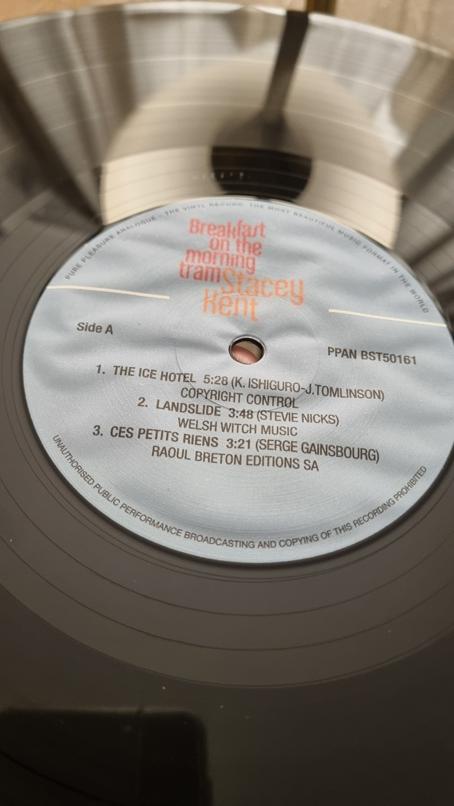 PURE PLEASURE ANALOGUE - THE VINYL RECORD. THE MOST BEAUTIFUL MUSIC FORMAT IN THE WORLD
Breakfast
on the
morning
tram Stacey
Kent
Side A
PPAN BST50161
1. THE ICE HOTEL 5:28 (K. ISHIGURO-J.TOMLINSON)
COPYRIGHT CONTROL
2. LANDSLIDE 3:48 (STEVIE NICKS)
WELSH WITCH MUSIC
3. CES PETITS RIENS 3:21 (SERGE GAINSBOURG)
RAOUL BRETON EDITIONS SA
UNAUTHORISED PUBLIC PERFORMANCE BROADCASTING AND COPYING OF THIS RECORDING PROHIBITED